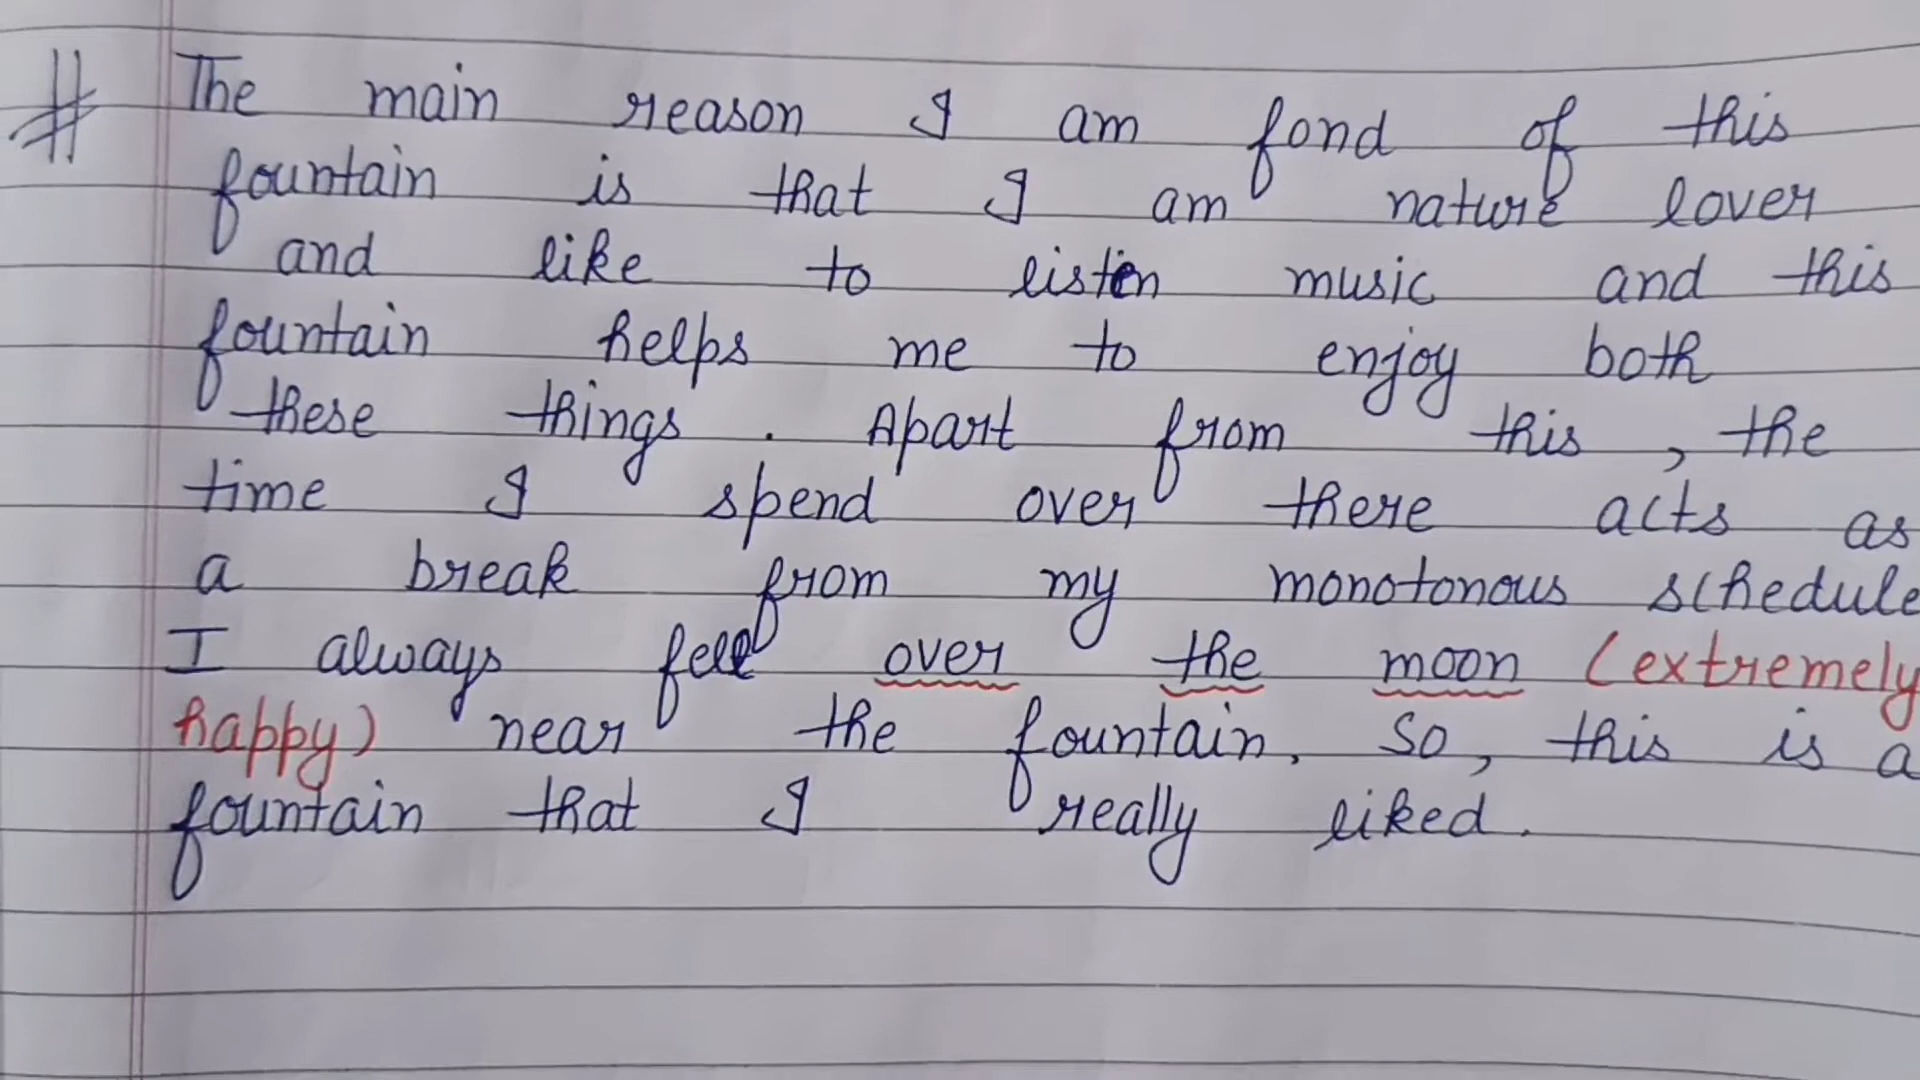 # The main reason I am fond of this
fountain is that I am nature lover
and like to listen music and this
fountain helps me to enjoy both
these things. Apart from this, the
time I spend over there acts as
a break from my monotonous schedule
I always feel over the moon (extremely
happy) near the fountain. So, this is a
fountain that I really liked.